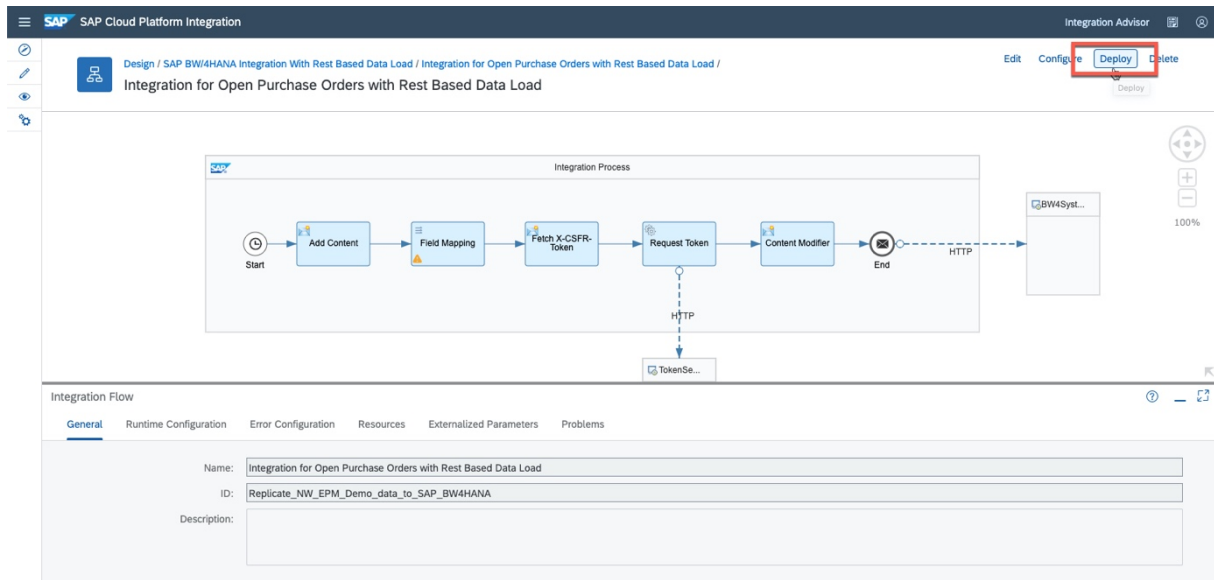 SAP SAP Cloud Platform Integration
Integration Advisor
Design / SAP BW/4HANA Integration With Rest Based Data Load / Integration for Open Purchase Orders with Rest Based Data Load /
Integration for Open Purchase Orders with Rest Based Data Load
Edit Configure Deploy Delete
Deploy
SAP Integration Process
BW4Syst...
100%
Add Content
Field Mapping
Fetch X-CSFR-
Token
Request Token
Content Modifier
Start
End
HTTP
HTTP
TokenSe...
Integration Flow
General Runtime Configuration Error Configuration Resources Externalized Parameters Problems
Name: Integration for Open Purchase Orders with Rest Based Data Load
ID: Replicate_NW_EPM_Demo_data_to_SAP_BW4HANA
Description: